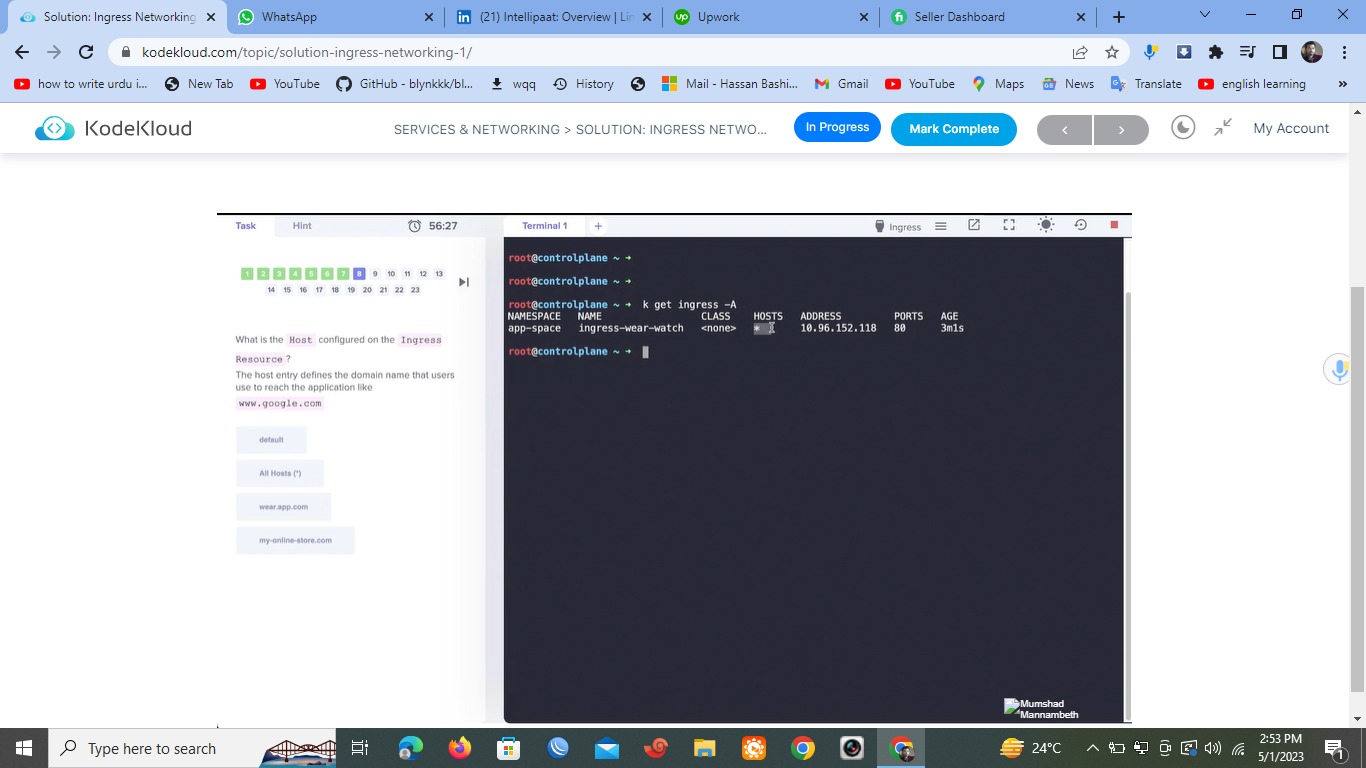 Solution: Ingress Networking
WhatsApp
(21) Intellipaat: Overview | Lin
Upwork
Seller Dashboard
kodekloud.com/topic/solution-ingress-networking-1/
how to write urdu i...
New Tab
YouTube
GitHub - blynkkk/bl...
wqq
History
Mail - Hassan Bashi...
Gmail
YouTube
Maps
News
Translate
english learning
»
KodeKloud
SERVICES & NETWORKING > SOLUTION: INGRESS NETWO...
In Progress
Mark Complete
<
>
My Account
Task
Hint
56:27
Terminal 1
+
Ingress
1 2 3 4 5 6 7 8 9 10 11 12 13
14 15 16 17 18 19 20 21 22 23
What is the Host configured on the Ingress
Resource ?
The host entry defines the domain name that users
use to reach the application like
www.google.com
default
All Hosts (*)
wear.app.com
my-online-store.com
root@controlplane ~ ➜
root@controlplane ~ ➜
root@controlplane ~ ➜ k get ingress -A
NAMESPACE NAME CLASS HOSTS ADDRESS PORTS AGE
app-space ingress-wear-watch <none> * 10.96.152.118 80 3m1s
root@controlplane ~ ➜
Mumshad
Mannambeth
Type here to search
24°C
2:53 PM
5/1/2023
1